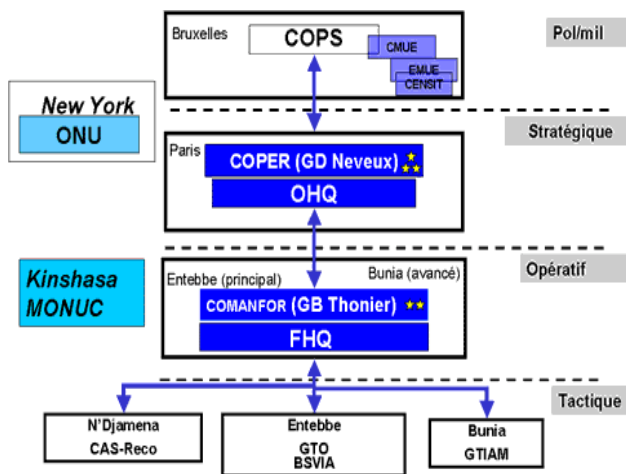 Bruxelles
COPS
CMUE
EMUE
CENSIT
Pol/mil
New York
ONU
Stratégique
Paris
COPER (GD Neveux)
OHQ
Kinshasa
MONUC
Opératif
Entebbe (principal)
Bunia (avancé)
COMANFOR (GB Thonier)
FHQ
Tactique
N'Djamena
CAS-Reco
Entebbe
GTO
BSVIA
Bunia
GTIAM